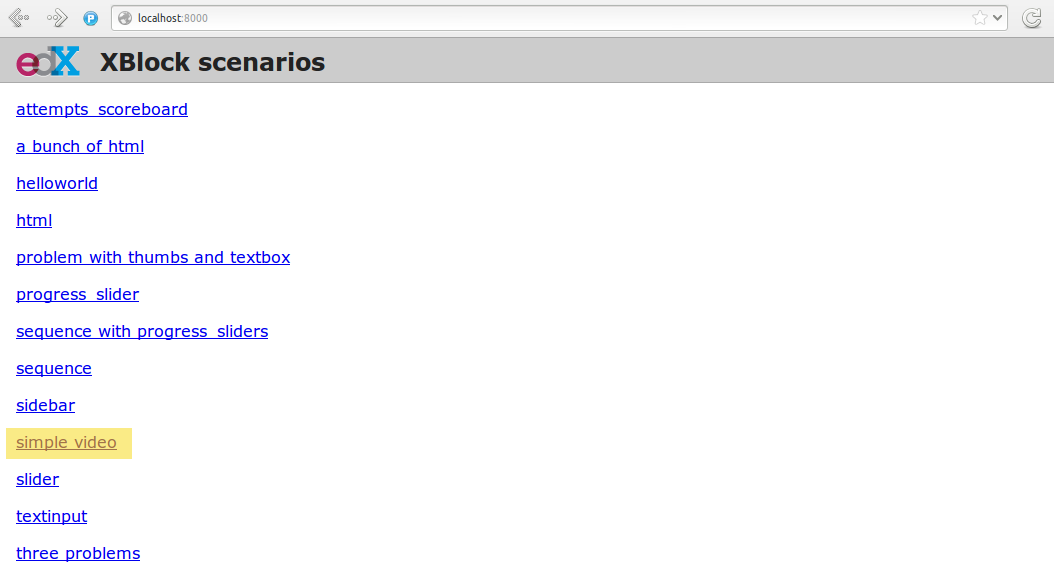 P
localhost:8000
edX XBlock scenarios
attempts_scoreboard
a bunch of html
helloworld
html
problem with thumbs and textbox
progress_slider
sequence with progress_sliders
sequence
sidebar
simple video
slider
textinput
three problems